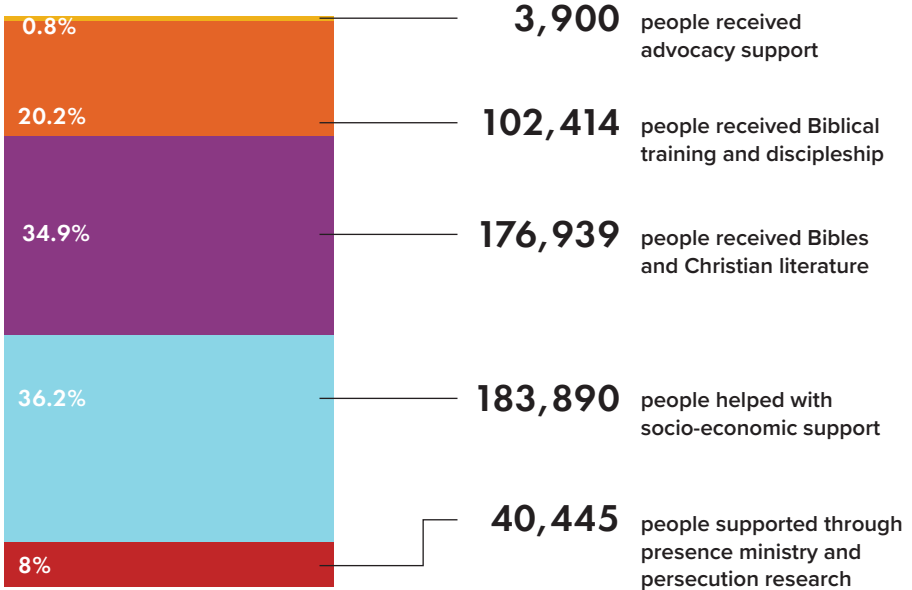 0.8%
3,900
people received
advocacy support
20.2%
102,414
people received Biblical
training and discipleship
34.9%
176,939
people received Bibles
and Christian literature
36.2%
183,890
people helped with
socio-economic support
8%
40,445
people supported through
presence ministry and
persecution research